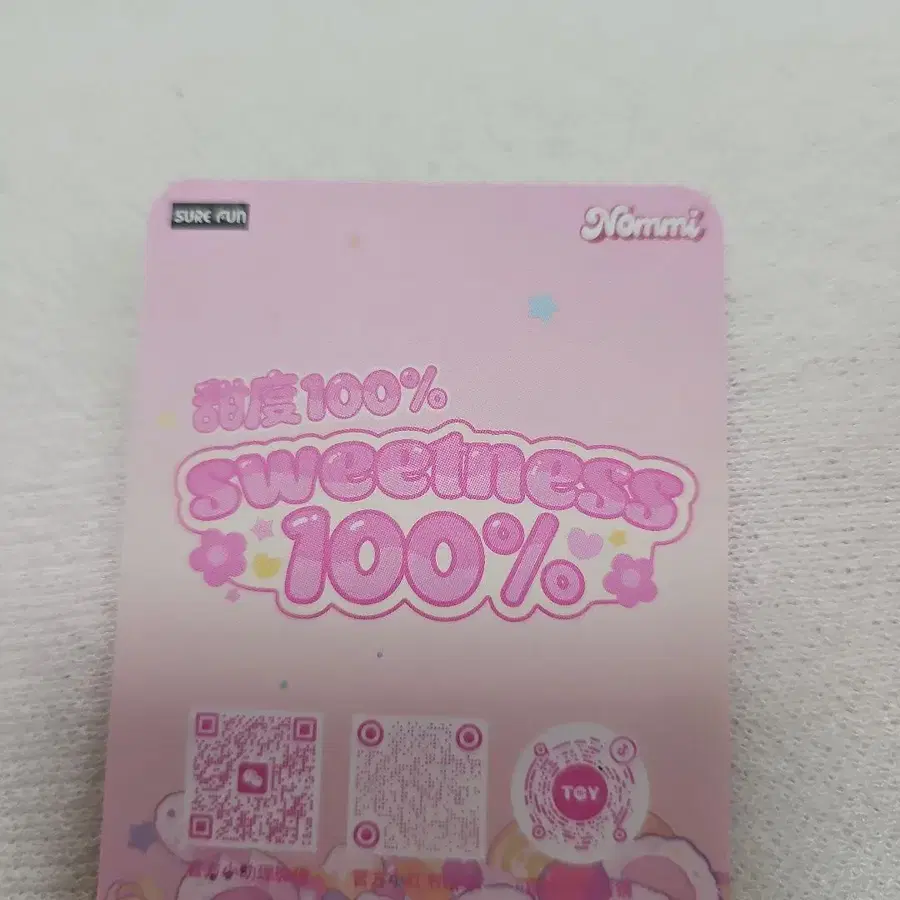 SURE FUN
Nommi
甜度100%
sweetness
100%
TOY